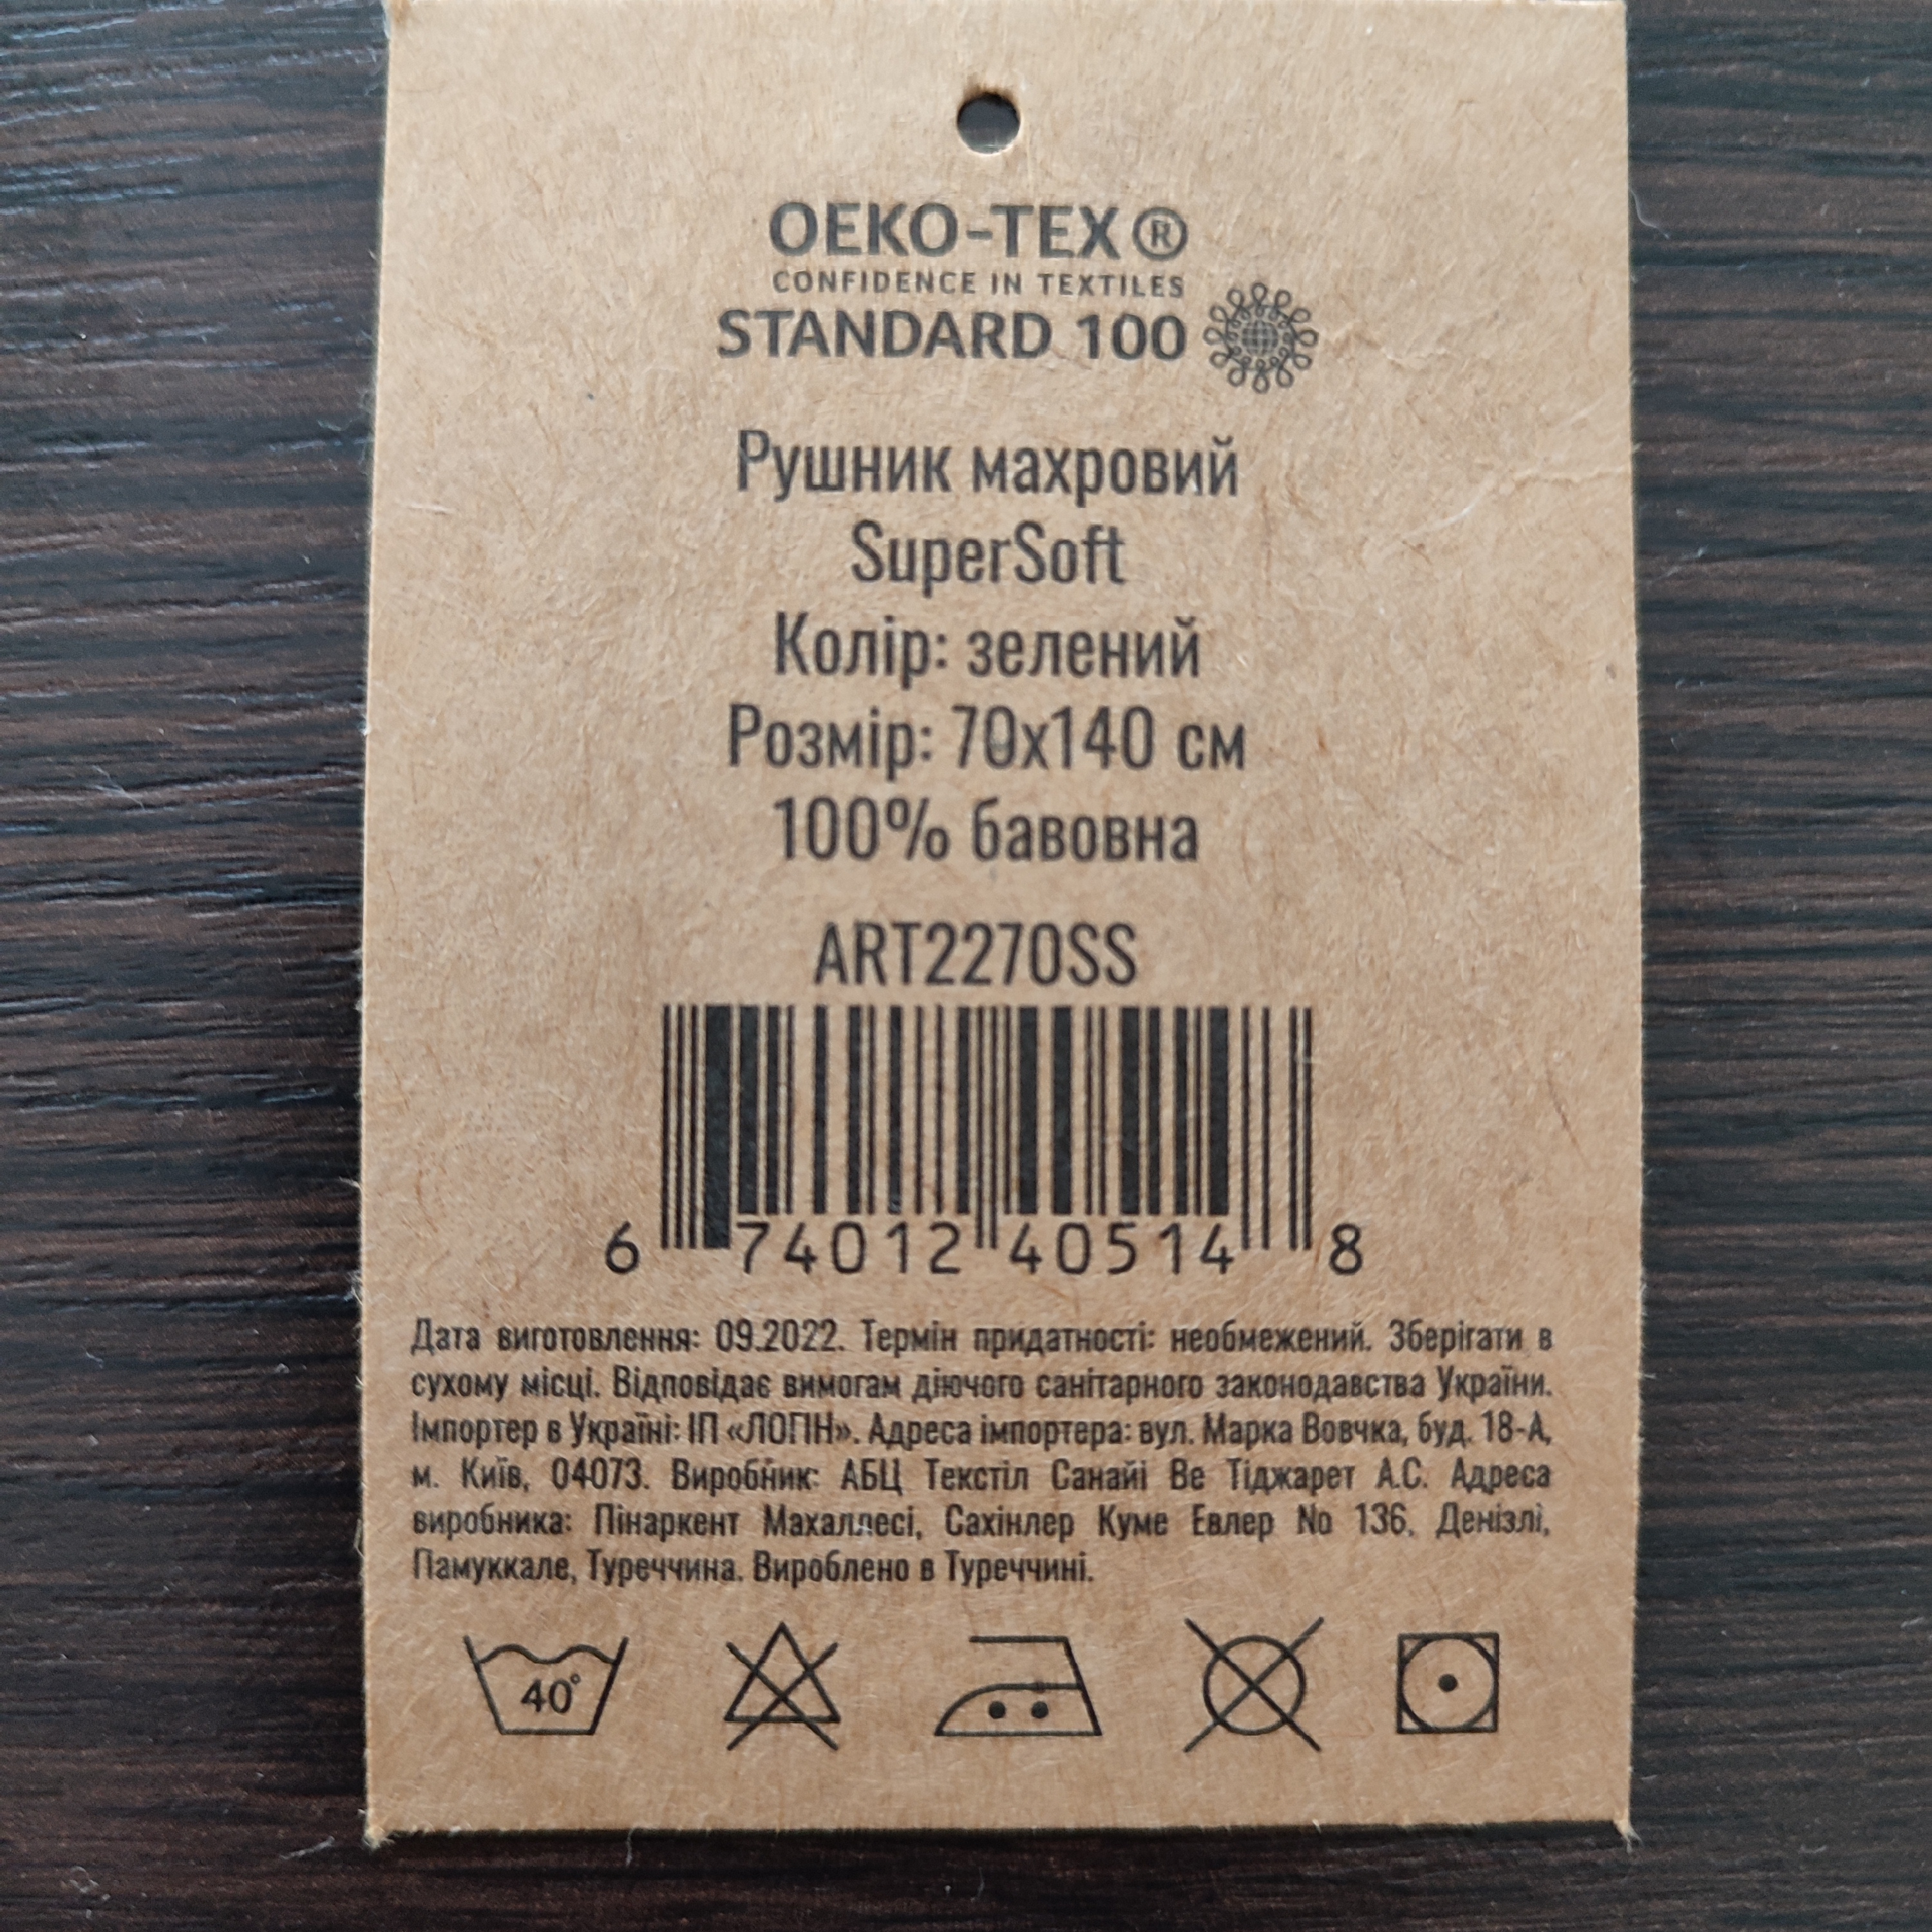 OEKO-TEX®
CONFIDENCE IN TEXTILES
STANDARD 100
Рушник махровий
SuperSoft
Колір: зелений
Розмір: 70x140 см
100% бавовна
ART2270SS
6 74012 40514 8
Дата виготовлення: 09.2022. Термін придатності: необмежений. Зберігати в
сухому місці. Відповідає вимогам діючого санітарного законодавства України.
Імпортер в Україні: ІП «ЛОГІН». Адреса імпортера: вул. Марка Вовчка, буд. 18-А,
м. Київ, 04073. Виробник: АБЦ Текстіл Санайі Ве Тіджарет А.С. Адреса
виробника: Пінаркент Махаллесі, Сахінлер Куме Евлер No 136. Денізлі,
Памуккале, Туреччина. Вироблено в Туреччині.
40°